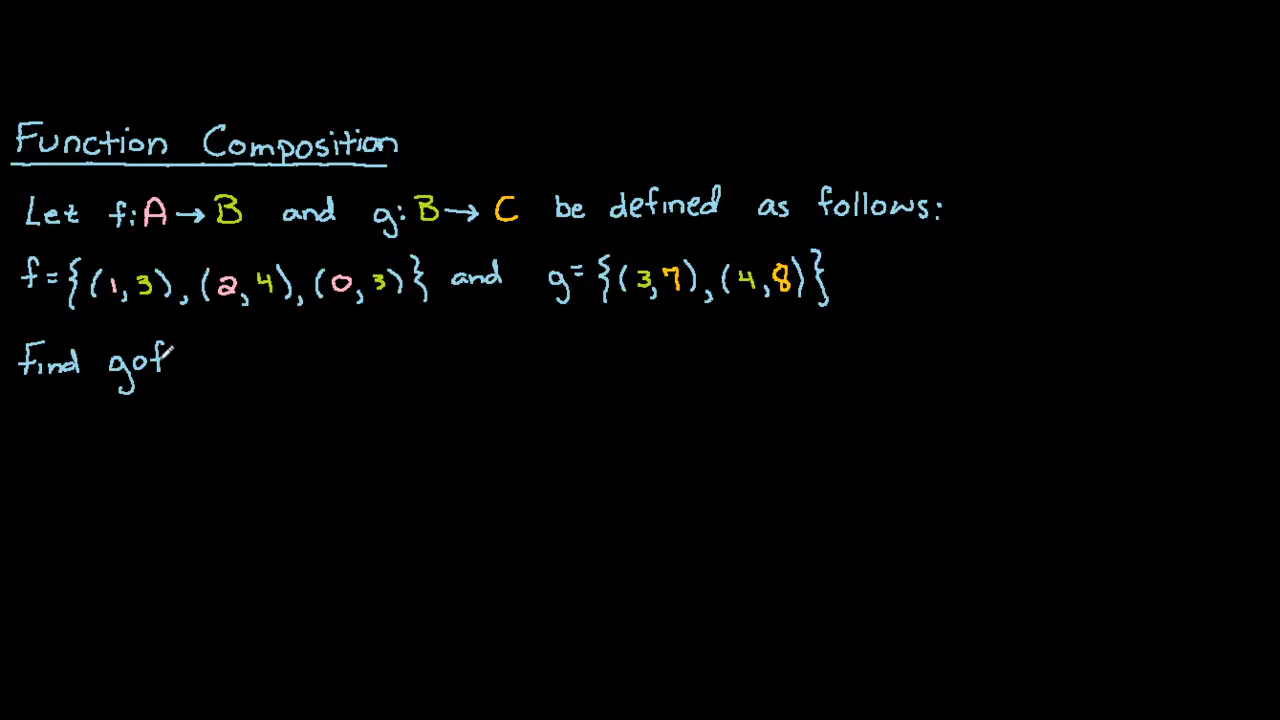 Function Composition
Let f: A → B and g: B → C be defined as follows:
f = {(1, 3), (2, 4), (0, 3)} and g = {(3, 7), (4, 8)}
Find gof